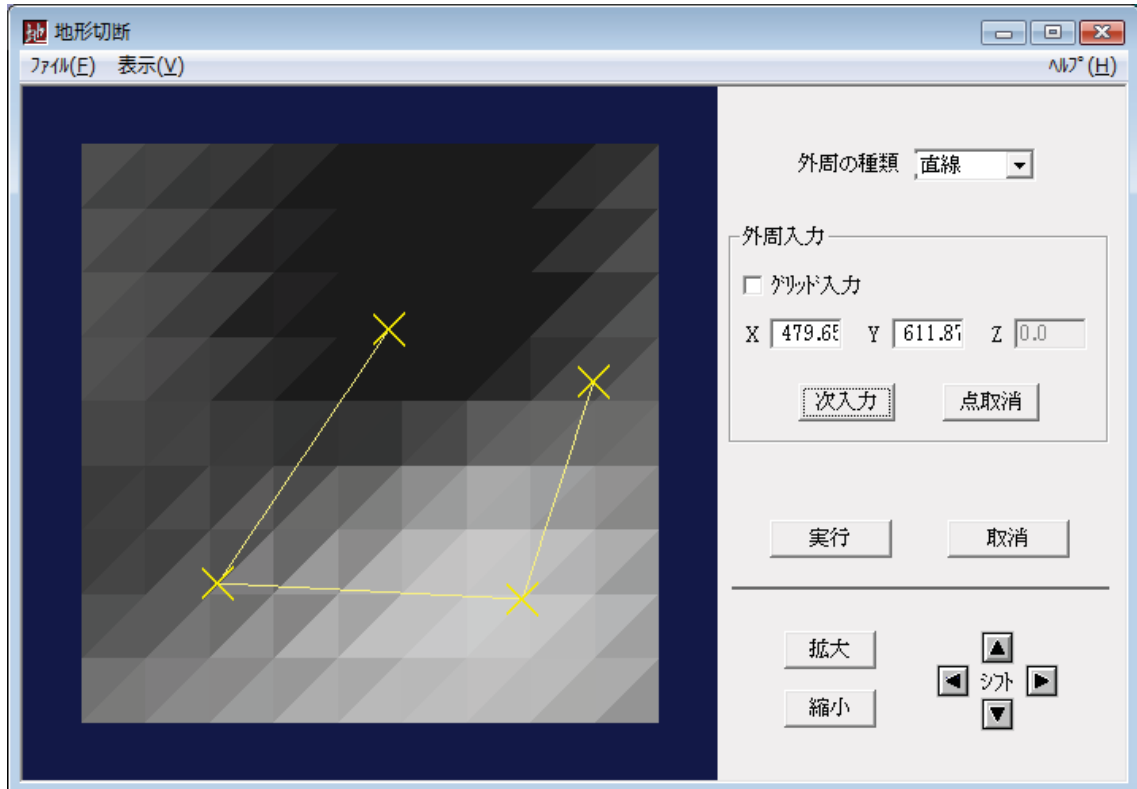 地 地形切断
ﾌｧｲﾙ(F) 表示(V) ﾍﾙﾌﾟ(H)
外周の種類 直線
外周入力
ｸﾞﾘｯﾄﾞ入力
X 479.65 Y 611.87 Z 0.0
次入力 点取消
実行 取消
拡大
縮小
ｼﾌﾄ